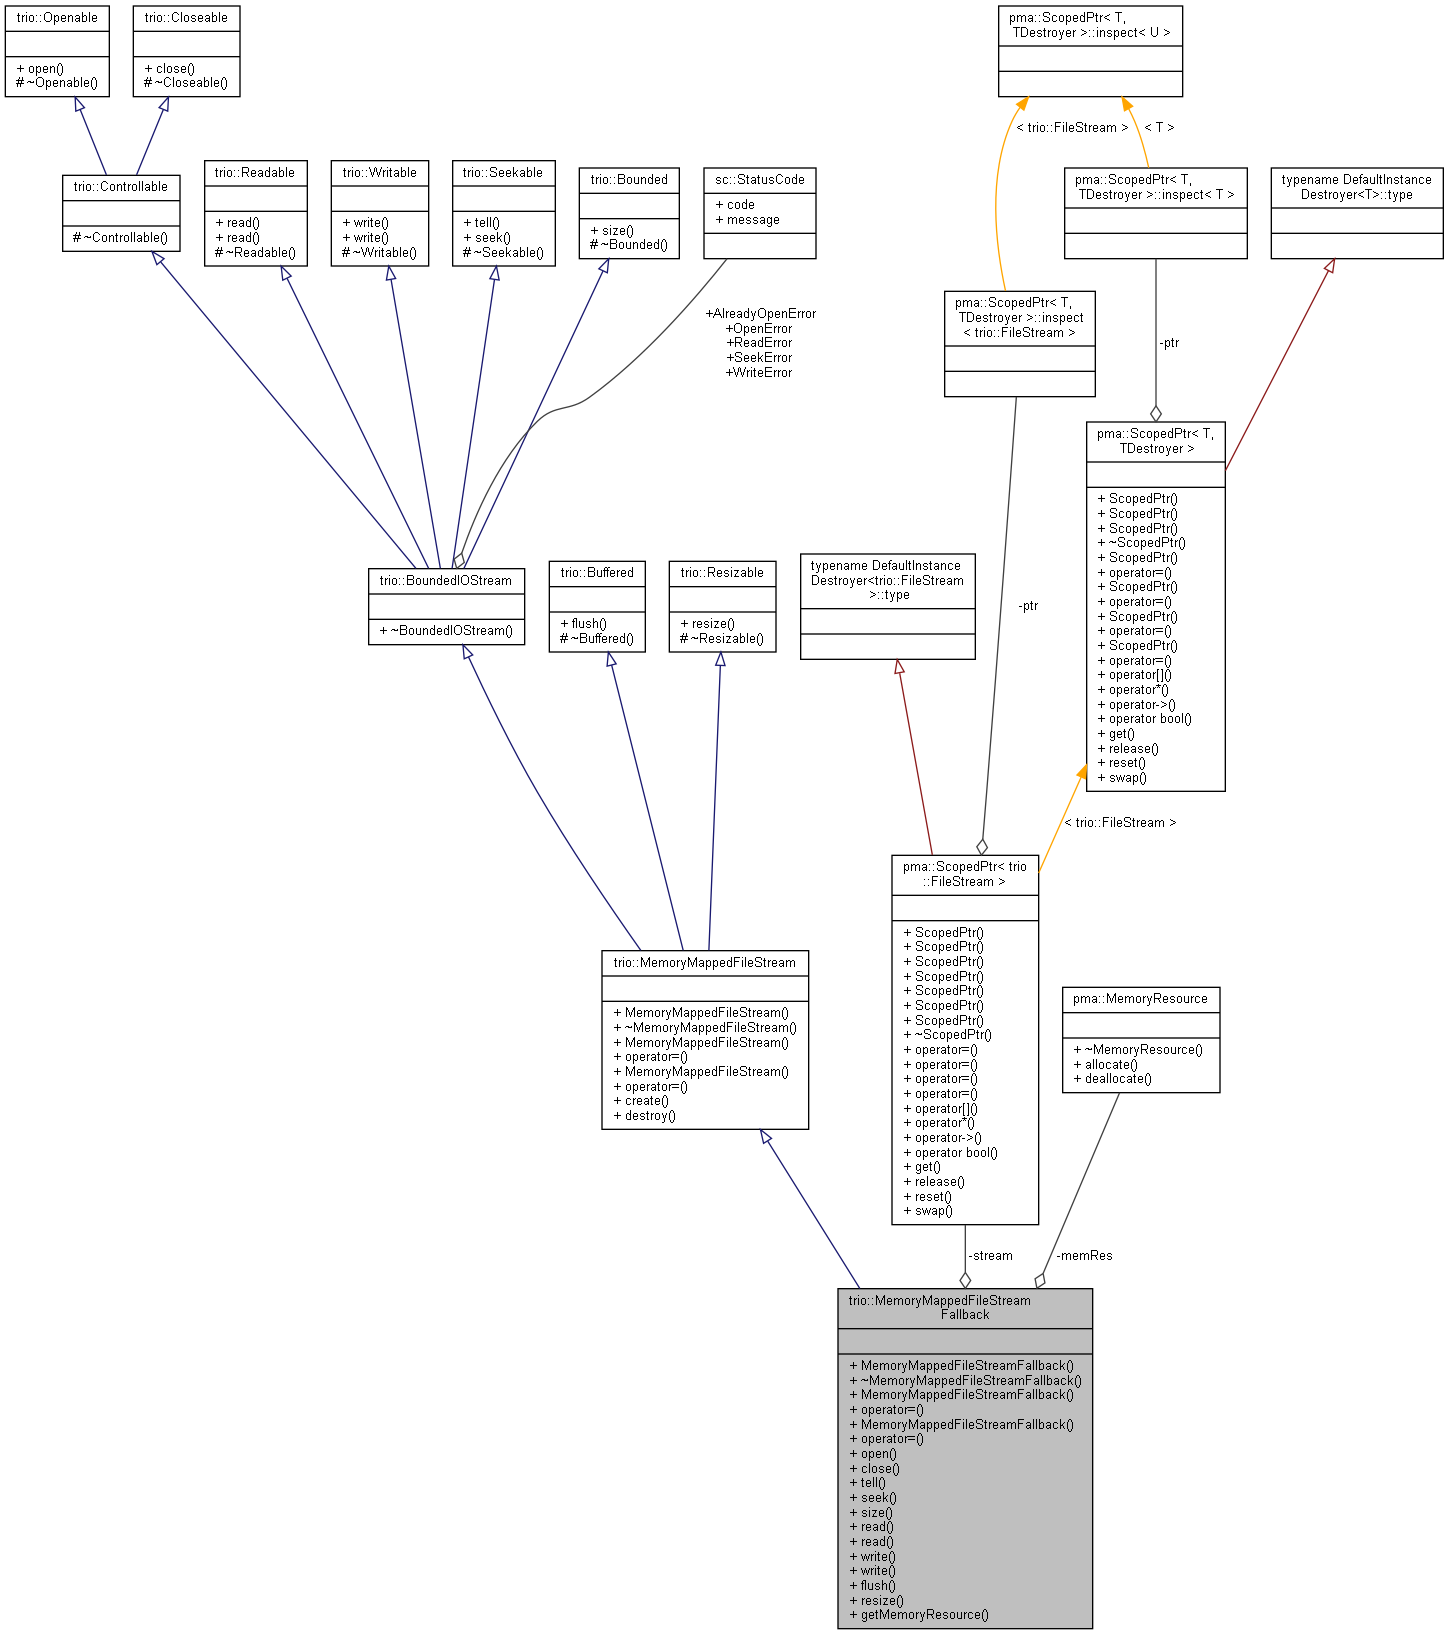 trio::Openable
+ open()
# ~Openable()
trio::Closeable
+ close()
# ~Closeable()
pma::ScopedPtr< T,
TDestroyer >::inspect< U >
< trio::FileStream >
< T >
trio::Controllable
# ~Controllable()
trio::Readable
+ read()
+ read()
# ~Readable()
trio::Writable
+ write()
+ write()
# ~Writable()
trio::Seekable
+ tell()
+ seek()
# ~Seekable()
trio::Bounded
+ size()
# ~Bounded()
sc::StatusCode
+ code
+ message
pma::ScopedPtr< T,
TDestroyer >::inspect< T >
typename DefaultInstance
Destroyer<T>::type
+AlreadyOpenError
+OpenError
+ReadError
+SeekError
+WriteError
pma::ScopedPtr< T,
TDestroyer >::inspect
< trio::FileStream >
-ptr
pma::ScopedPtr< T,
TDestroyer >
+ ScopedPtr()
+ ScopedPtr()
+ ScopedPtr()
+ ~ScopedPtr()
+ ScopedPtr()
+ operator=()
+ ScopedPtr()
+ operator=()
+ ScopedPtr()
+ operator=()
+ ScopedPtr()
+ operator=()
+ operator[]()
+ operator*()
+ operator->()
+ operator bool()
+ get()
+ release()
+ reset()
+ swap()
trio::BoundedIOStream
+ ~BoundedIOStream()
trio::Buffered
+ flush()
# ~Buffered()
trio::Resizable
+ resize()
# ~Resizable()
typename DefaultInstance
Destroyer<trio::FileStream
>::type
-ptr
< trio::FileStream >
pma::ScopedPtr< trio
::FileStream >
+ ScopedPtr()
+ ScopedPtr()
+ ScopedPtr()
+ ScopedPtr()
+ ScopedPtr()
+ ScopedPtr()
+ ScopedPtr()
+ ~ScopedPtr()
+ operator=()
+ operator=()
+ operator=()
+ operator=()
+ operator[]()
+ operator*()
+ operator->()
+ operator bool()
+ get()
+ release()
+ reset()
+ swap()
trio::MemoryMappedFileStream
+ MemoryMappedFileStream()
+ ~MemoryMappedFileStream()
+ MemoryMappedFileStream()
+ operator=()
+ MemoryMappedFileStream()
+ operator=()
+ create()
+ destroy()
pma::MemoryResource
+ ~MemoryResource()
+ allocate()
+ deallocate()
-stream
-memRes
trio::MemoryMappedFileStream
Fallback
+ MemoryMappedFileStreamFallback()
+ ~MemoryMappedFileStreamFallback()
+ MemoryMappedFileStreamFallback()
+ operator=()
+ MemoryMappedFileStreamFallback()
+ operator=()
+ open()
+ close()
+ tell()
+ seek()
+ size()
+ read()
+ read()
+ write()
+ write()
+ flush()
+ resize()
+ getMemoryResource()